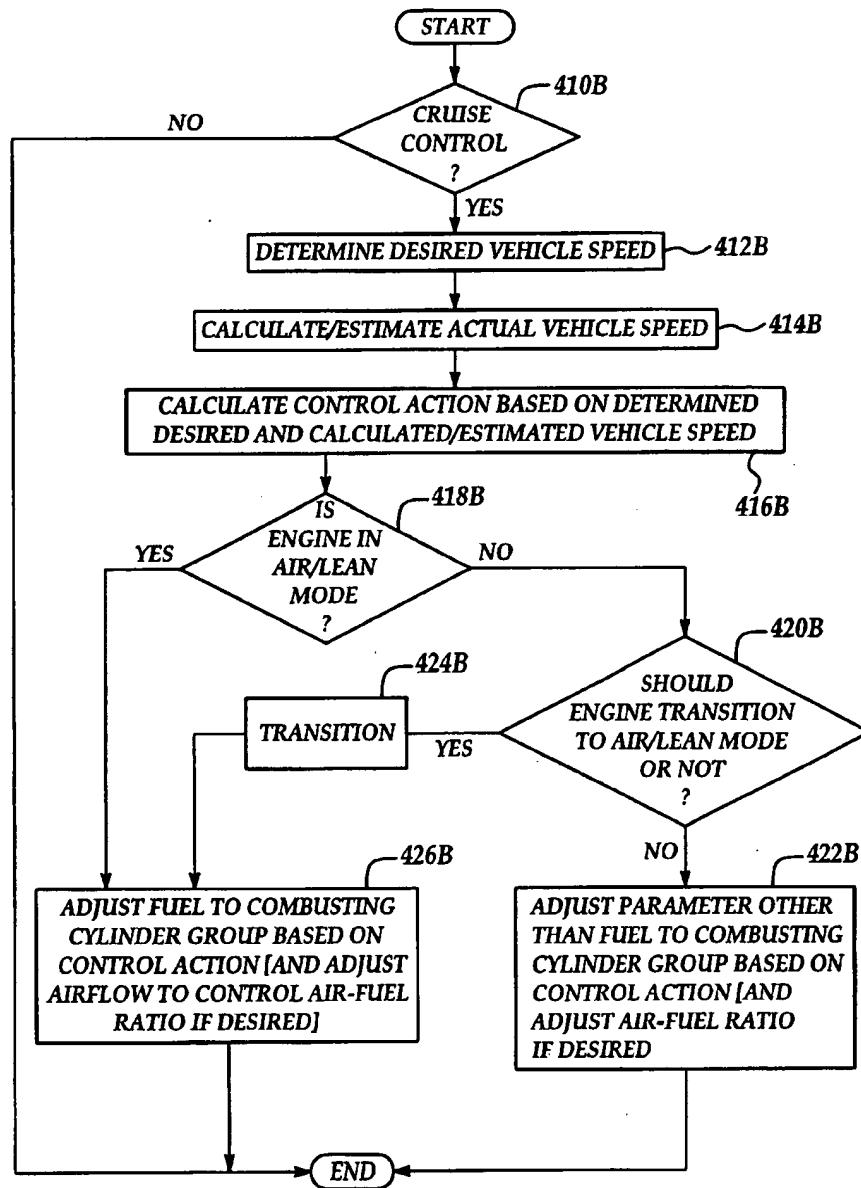 START
410B
NO
CRUISE
CONTROL
?
YES
DETERMINE DESIRED VEHICLE SPEED
412B
CALCULATE/ESTIMATE ACTUAL VEHICLE SPEED
414B
CALCULATE CONTROL ACTION BASED ON DETERMINED
DESIRED AND CALCULATED/ESTIMATED VEHICLE SPEED
416B
418B
IS
ENGINE IN
AIR/LEAN
MODE
?
YES
NO
420B
SHOULD
ENGINE TRANSITION
TO AIR/LEAN MODE
OR NOT
?
424B
TRANSITION
YES
NO
426B
ADJUST FUEL TO COMBUSTING
CYLINDER GROUP BASED ON
CONTROL ACTION [AND ADJUST
AIRFLOW TO CONTROL AIR-FUEL
RATIO IF DESIRED]
422B
ADJUST PARAMETER OTHER
THAN FUEL TO COMBUSTING
CYLINDER GROUP BASED ON
CONTROL ACTION [AND
ADJUST AIR-FUEL RATIO
IF DESIRED
END